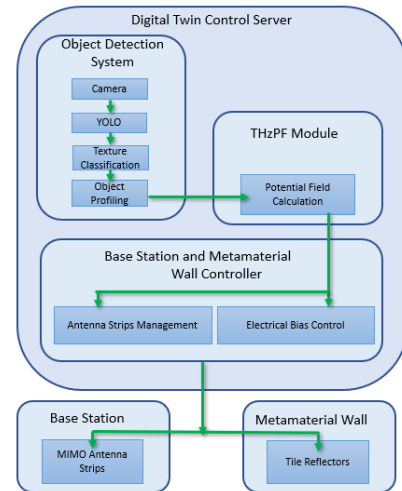 Digital Twin Control Server
Object Detection
System
Camera
YOLO
Texture
Classification
Object
Profiling
THzPF Module
Potential Field
Calculation
Base Station and Metamaterial
Wall Controller
Antenna Strips Management
Electrical Bias Control
Base Station
MIMO Antenna
Strips
Metamaterial Wall
Tile Reflectors